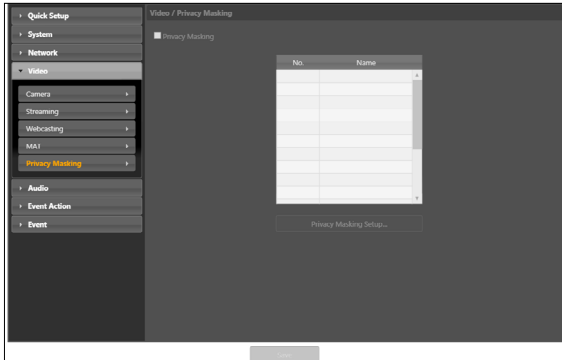 Quick Setup
Video / Privacy Masking
System
Privacy Masking
Network
Video
No. Name
Camera
Streaming
Webcasting
MAT
Privacy Masking
Audio
Event Action
Privacy Masking Setup...
Event
Save